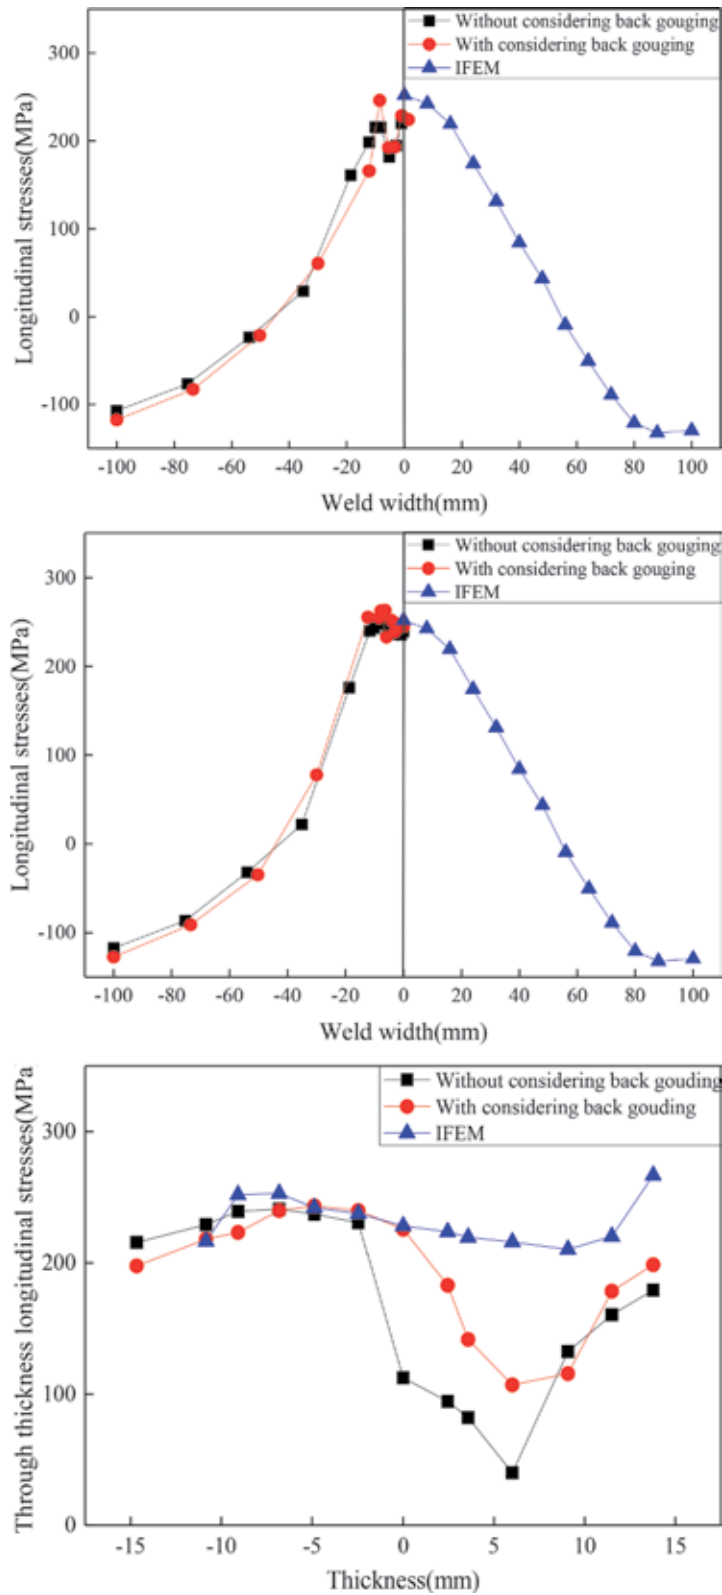 Without considering back gouging
With considering back gouging
IFEM
350
300
200
100
0
-100
Longitudinal stresses(MPa)
-100 -80 -60 -40 -20 0 20 40 60 80 100
Weld width(mm)
Without considering back gouging
With considering back gouging
IFEM
300
200
100
0
-100
Longitudinal stresses(MPa)
-100 -80 -60 -40 -20 0 20 40 60 80 100
Weld width(mm)
Without considering back gouding
With considering back gouding
IFEM
300
200
100
0
Through thickness longitudinal stresses(MPa
-15 -10 -5 0 5 10 15
Thickness(mm)